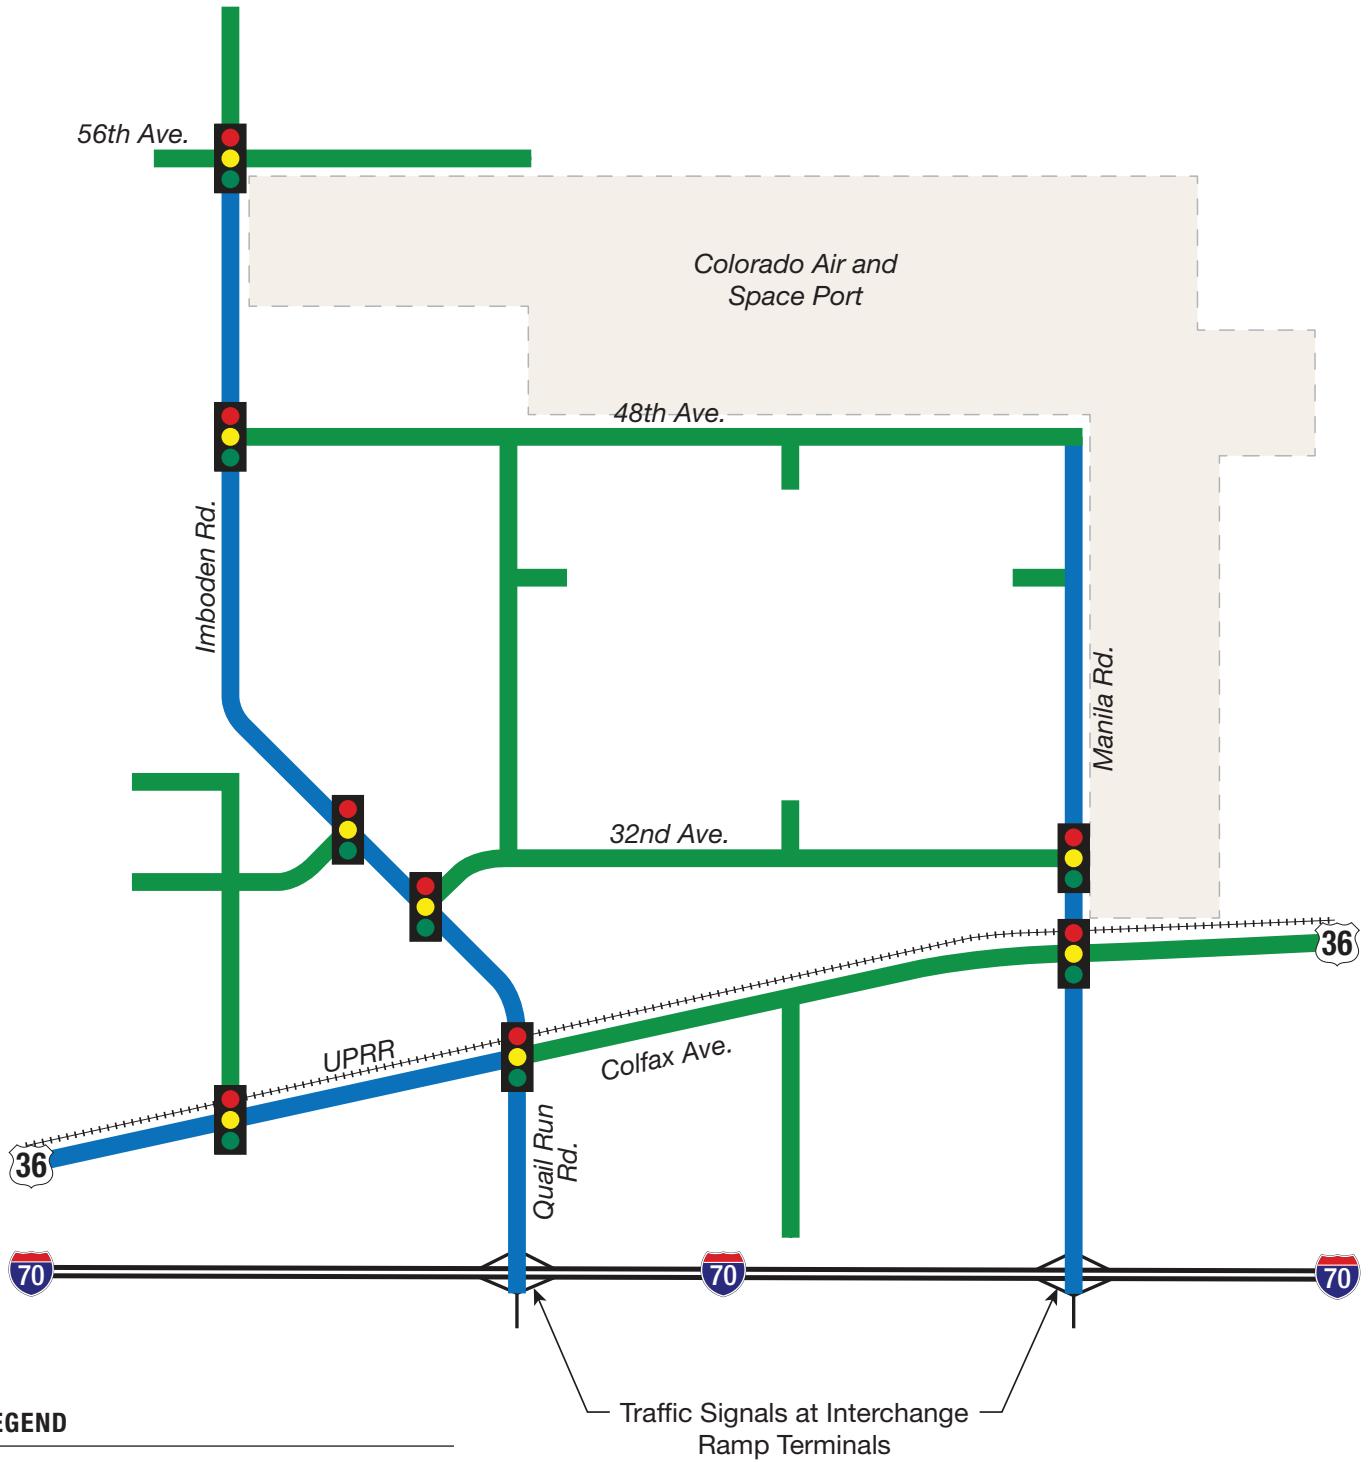 56th Ave.
Colorado Air and
Space Port
48th Ave.
Imboden Rd.
Manila Rd.
32nd Ave.
36
UPRR
Colfax Ave.
36
Quail Run
Rd.
70
70
70
Traffic Signals at Interchange
Ramp Terminals
EGEND